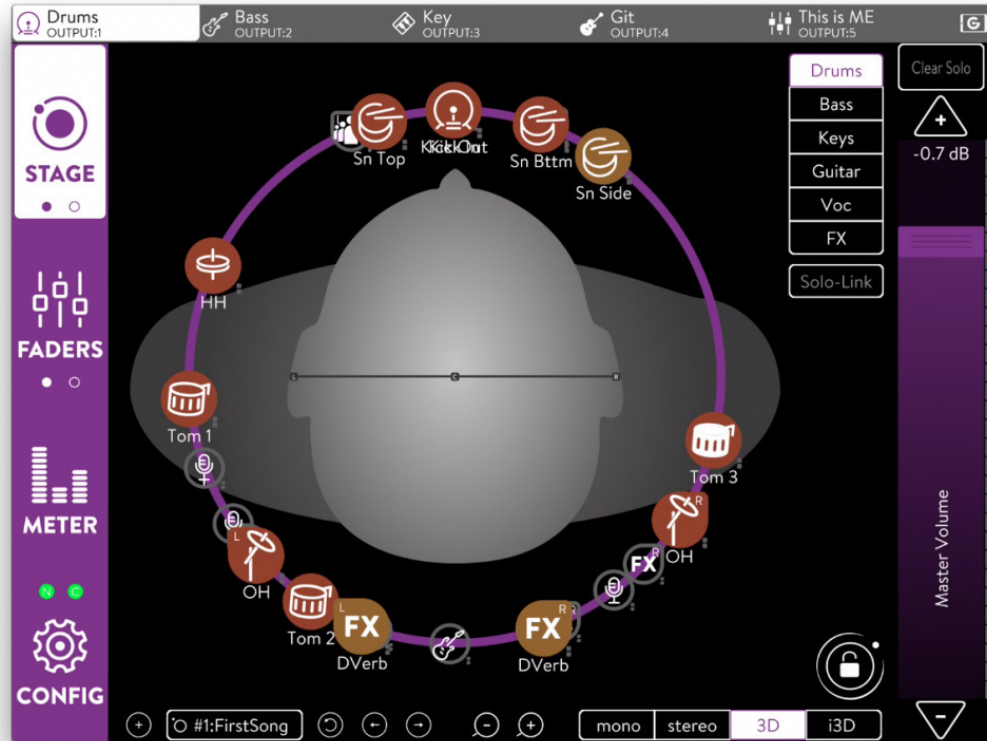 Drums
OUTPUT:1
Bass
OUTPUT:2
Key
OUTPUT:3
Git
OUTPUT:4
This is ME
OUTPUT:5
G
STAGE
FADERS
METER
N C
CONFIG
Sn Top
Sn Bttm
Sn Side
HH
Tom 1
L C
Tom 3
L
OH
R
OH
FX R
Tom 2
L
FX
DVerb
R
FX
DVerb
Drums
Bass
Keys
Guitar
Voc
FX
Solo-Link
Clear Solo
+
-0.7 dB
Master Volume
-
+
#1:FirstSong
mono
stereo
3D
i3D